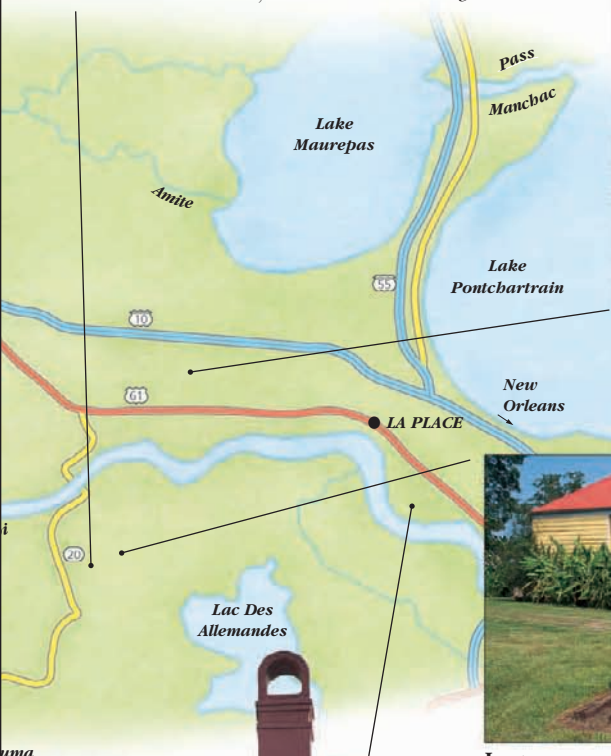 Pass
Manchac
Lake
Maurepas
Amite
Lake
Pontchartrain
55
10
61
New
Orleans
LA PLACE
20
Lac Des
Allemandes